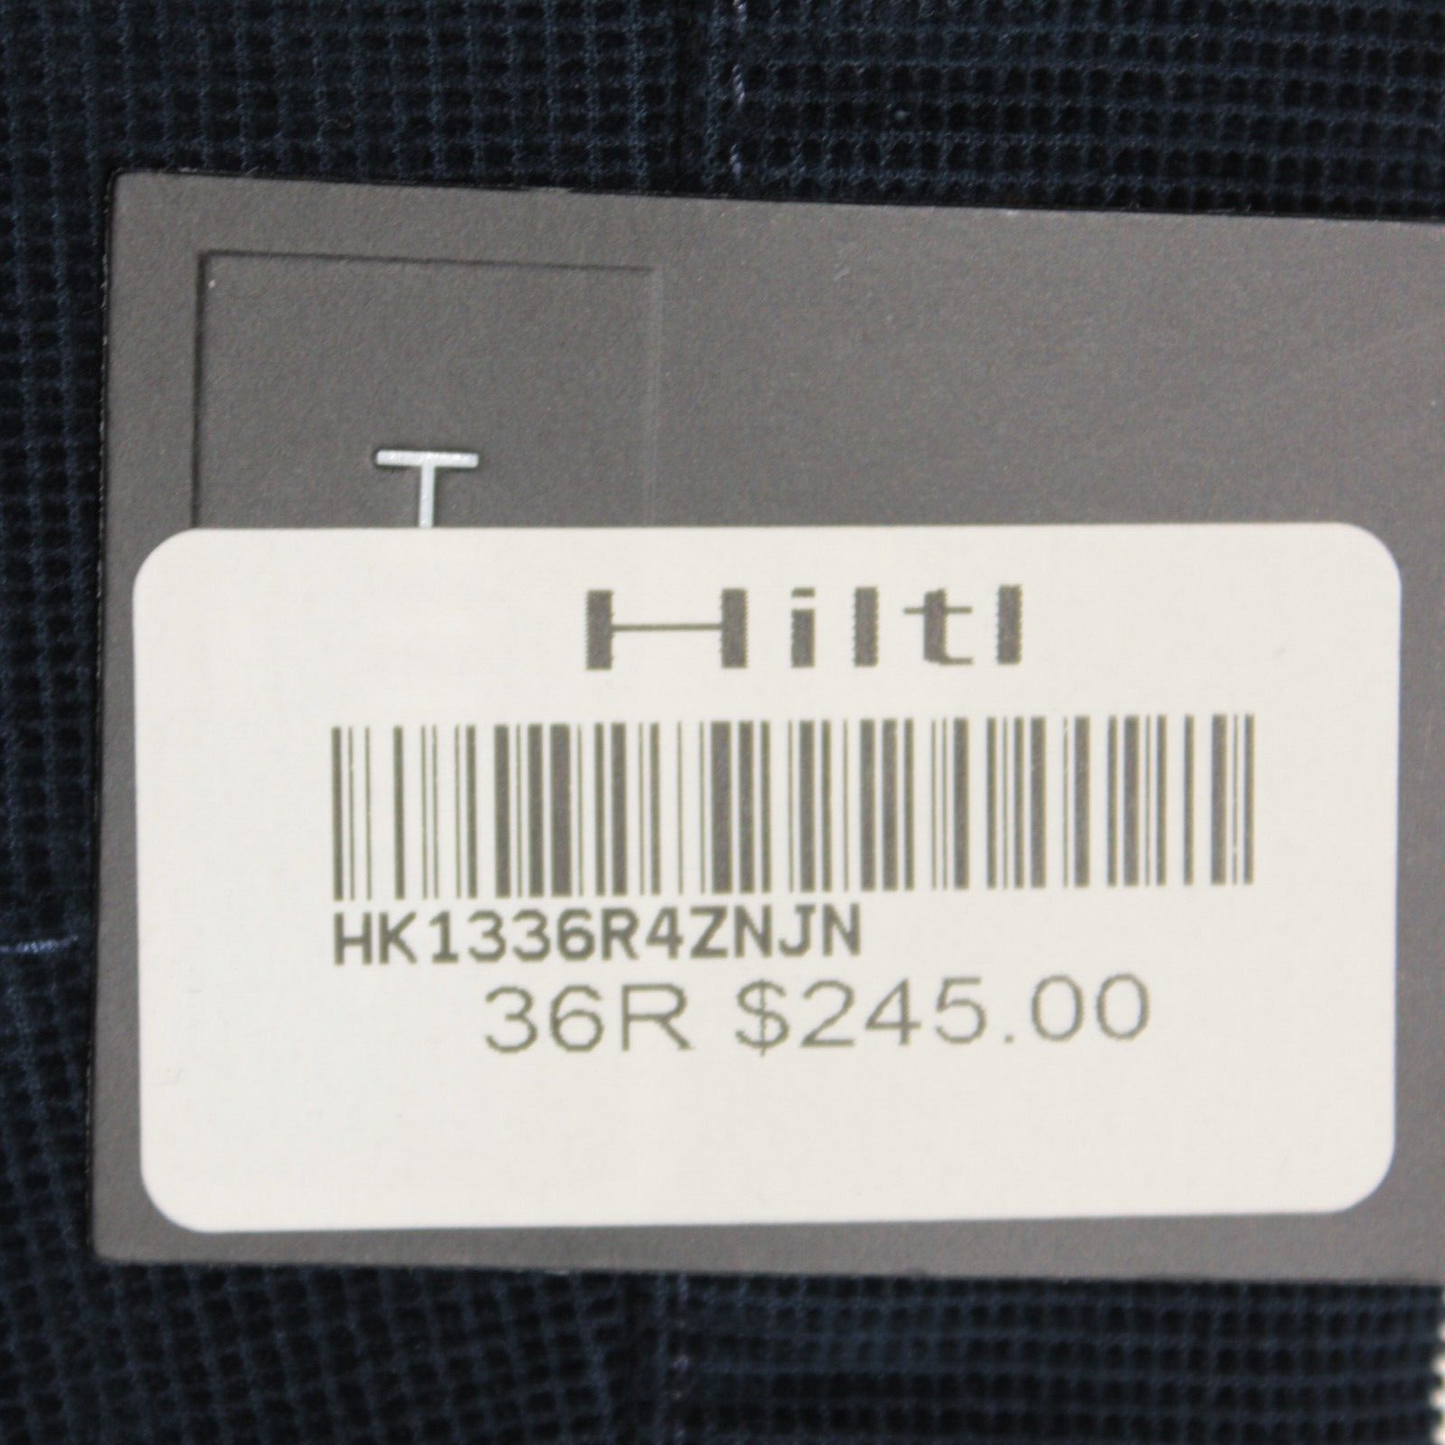 T
Hiltl
HK1336R4ZNJN
36R $245.00